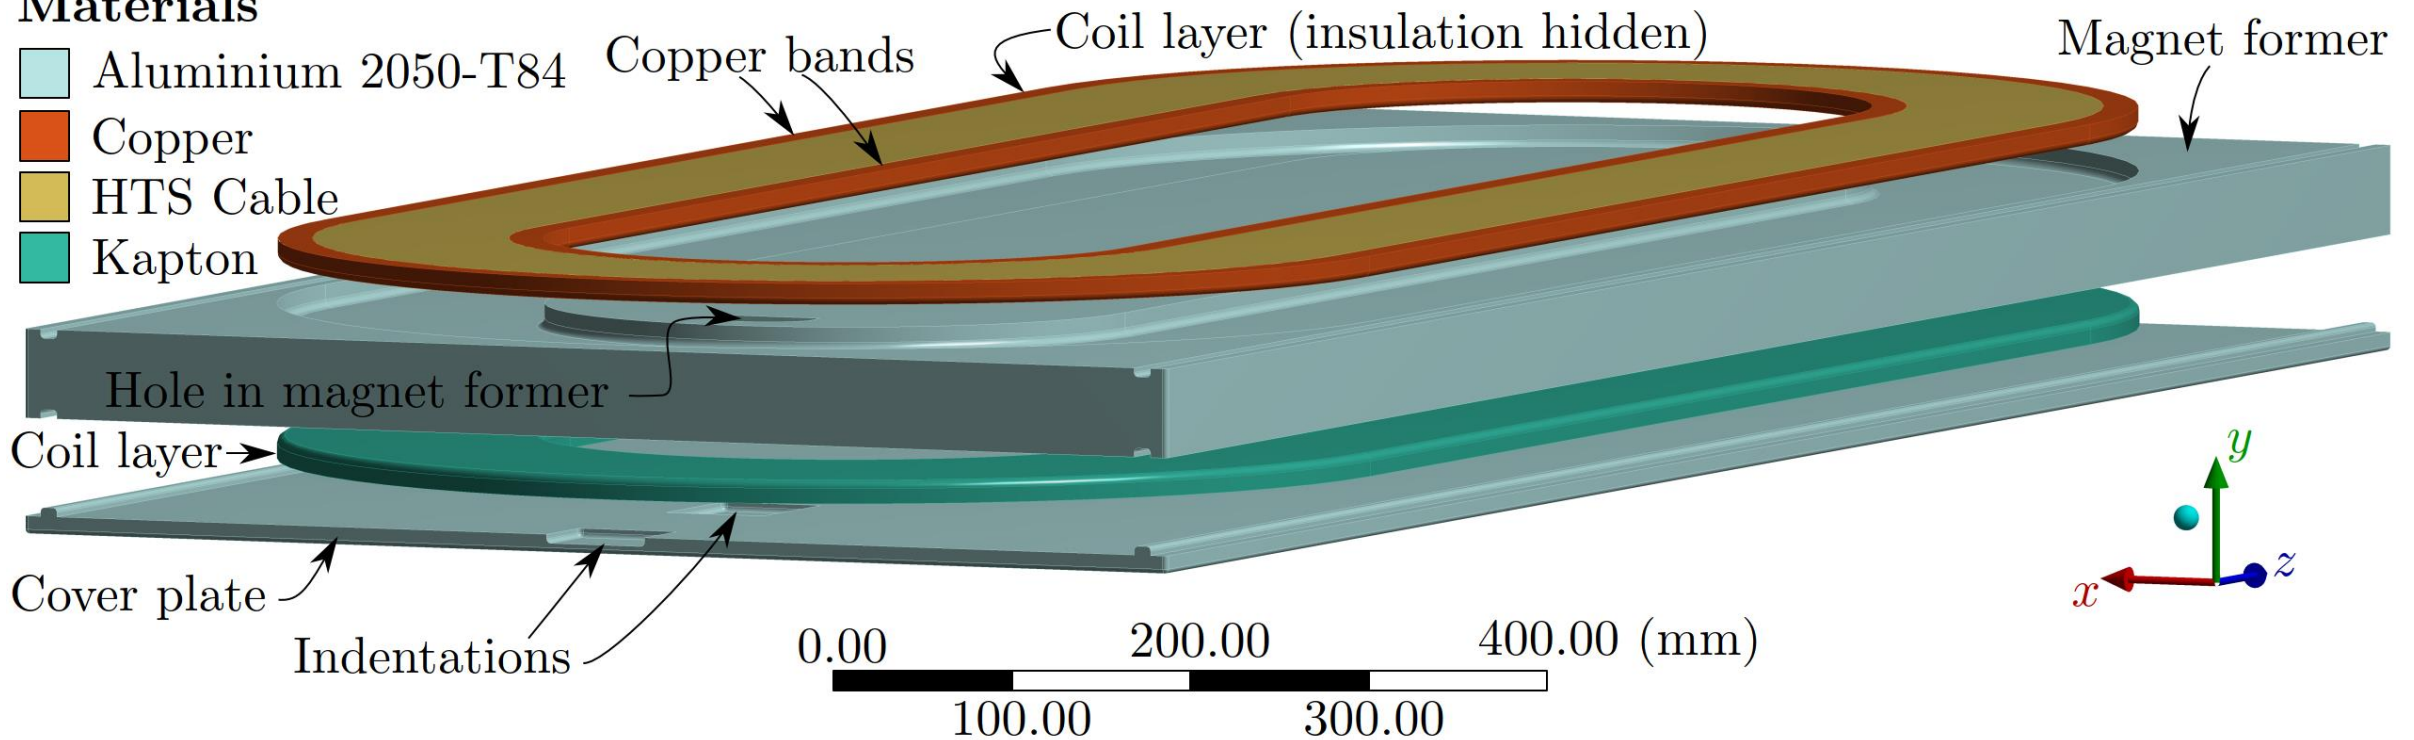 Materials
Aluminium 2050-T84
Copper
HTS Cable
Kapton
Copper bands
Coil layer (insulation hidden)
Magnet former
Hole in magnet former
Coil layer
Cover plate
Indentations
0.00 200.00 400.00 (mm)
100.00 300.00
y
x
z